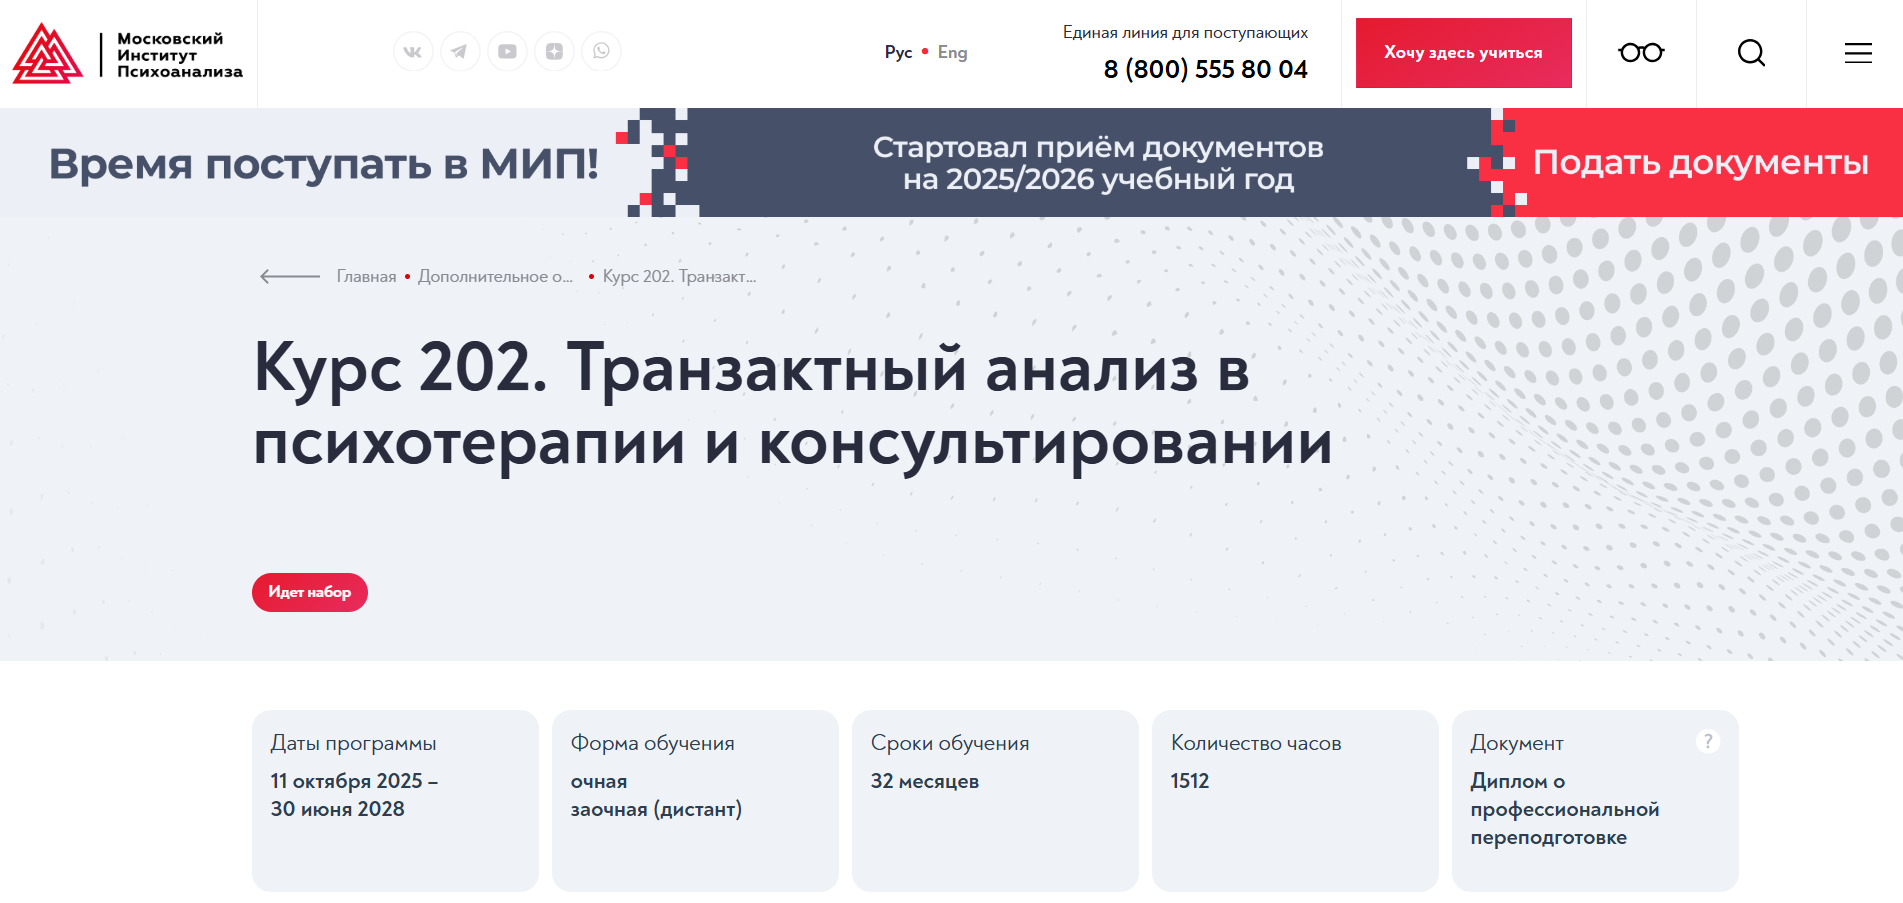 Московский
Институт
Психоанализа
Рус • Eng
Единая линия для поступающих
8 (800) 555 80 04
Хочу здесь учиться
Время поступать в МИП!
Стартовал приём документов
на 2025/2026 учебный год
Подать документы
Главная • Дополнительное о... • Курс 202. Транзакт...
Курс 202. Транзактный анализ в
психотерапии и консультировании
Идет набор
Даты программы
11 октября 2025 –
30 июня 2028
Форма обучения
очная
заочная (дистант)
Сроки обучения
32 месяцев
Количество часов
1512
Документ
?
Диплом о
профессиональной
переподготовке